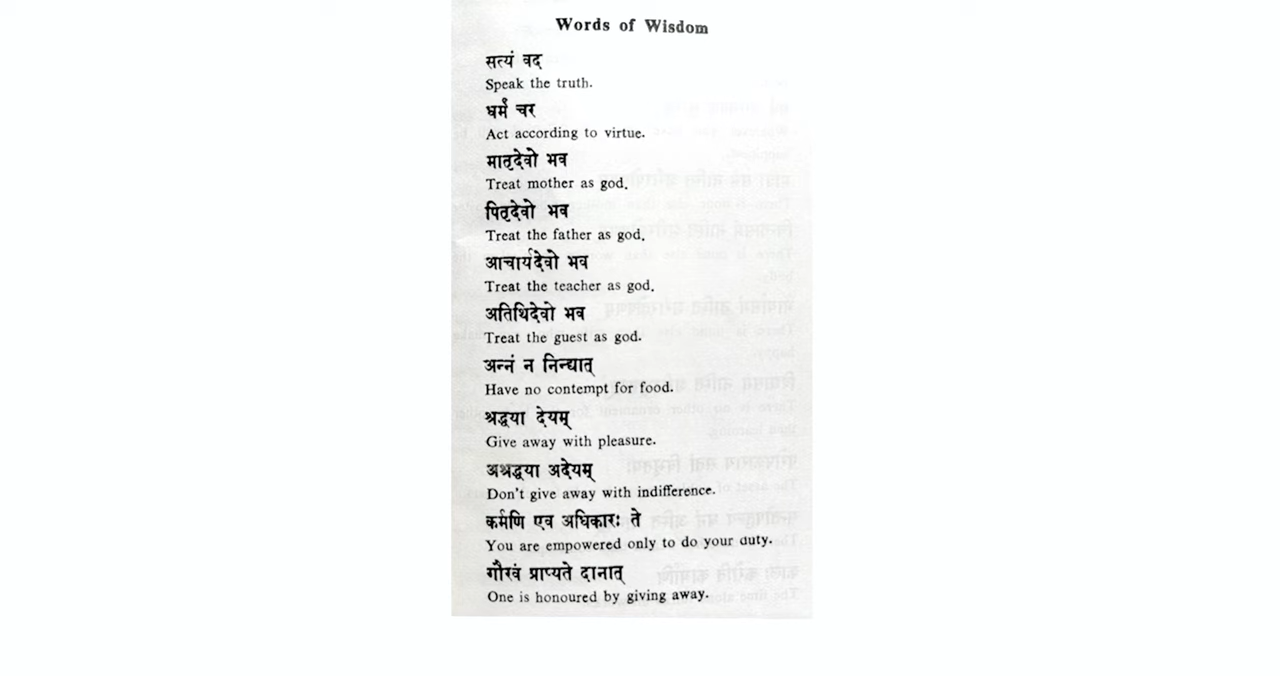 Words of Wisdom
सत्यं वद
Speak the truth.
धर्मं चर
Act according to virtue.
मातृदेवो भव
Treat mother as god.
पितृदेवो भव
Treat the father as god.
आचार्यदेवो भव
Treat the teacher as god.
अतिथिदेवो भव
Treat the guest as god.
अन्नं न निन्द्यात्
Have no contempt for food.
श्रद्धया देयम्
Give away with pleasure.
अश्रद्धया अदेयम्
Don't give away with indifference.
कर्मणि एव अधिकारः ते
You are empowered only to do your duty.
गौरवं प्राप्यते दानात्
One is honoured by giving away.